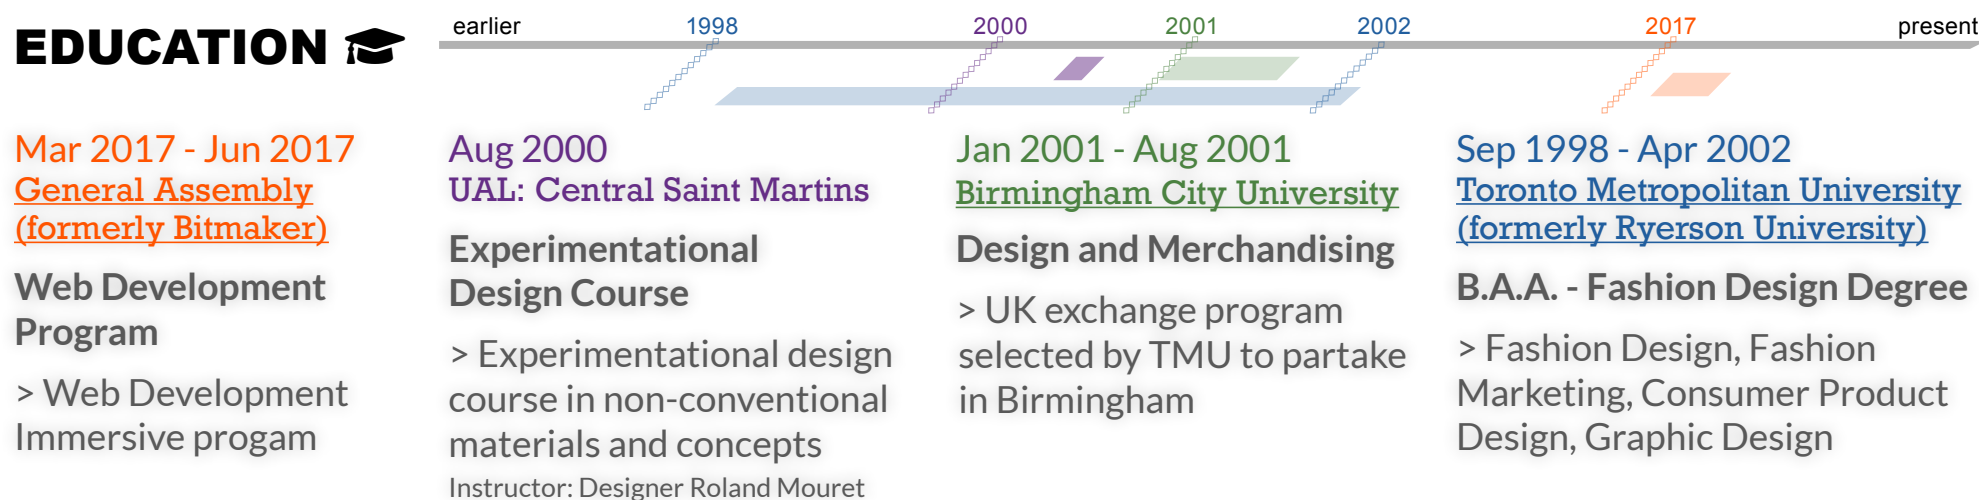 EDUCATION
earlier 1998 2000 2001 2002 2017 present
Mar 2017 - Jun 2017
General Assembly
(formerly Bitmaker)
Web Development
Program
> Web Development
Immersive progam
Aug 2000
UAL: Central Saint Martins
Experimentational
Design Course
> Experimentational design
course in non-conventional
materials and concepts
Instructor: Designer Roland Mouret
Jan 2001 - Aug 2001
Birmingham City University
Design and Merchandising
> UK exchange program
selected by TMU to partake
in Birmingham
Sep 1998 - Apr 2002
Toronto Metropolitan University
(formerly Ryerson University)
B.A.A. - Fashion Design Degree
> Fashion Design, Fashion
Marketing, Consumer Product
Design, Graphic Design